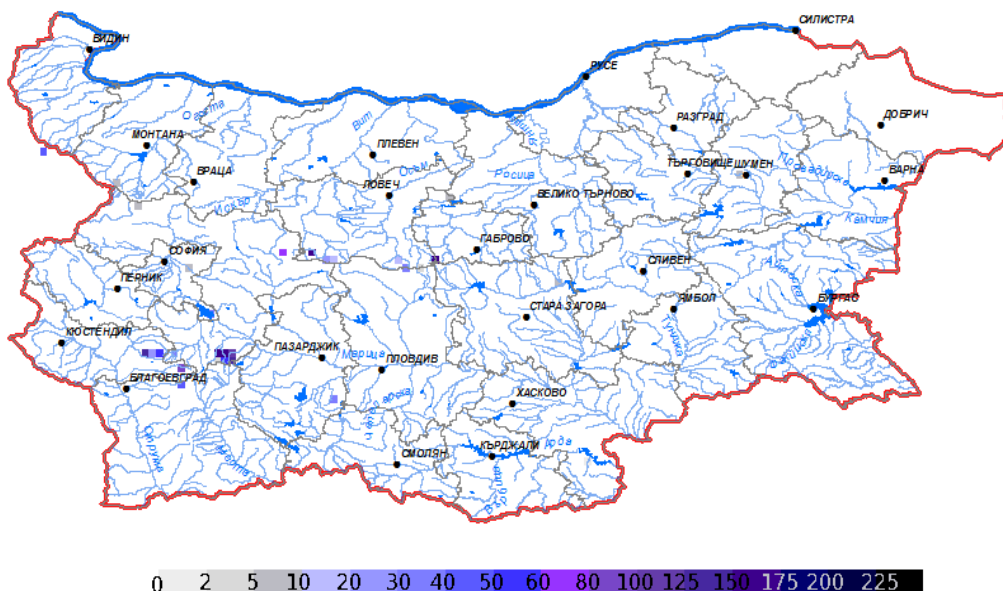 СИЛИСТРА
ВИДИН
РУСЕ
Огоста
Вит
ДОБРИЧ
РАЗГРАД
МОНТАНА
ПЛЕВЕН
Осъм
ТЪРГОВИЩЕ
ШУМЕН
Провадийска
ВРАЦА
Росица
ВАРНА
ЛОВЕЧ
ВЕЛИКО ТЪРНОВО
Искър
Камчия
ГАБРОВО
СОФИЯ
СЛИВЕН
ПЕРНИК
СТАРА ЗАГОРА
ЯМБОЛ
БУРГАС
КЮСТЕНДИЛ
ПАЗАРДЖИК
Марица
ПЛОВДИВ
БЛАГОЕВГРАД
ХАСКОВО
Струма
СМОЛЯН
КЪРДЖАЛИ
0 2 5 10 20 30 40 50 60 80 100 125 150 175 200 225